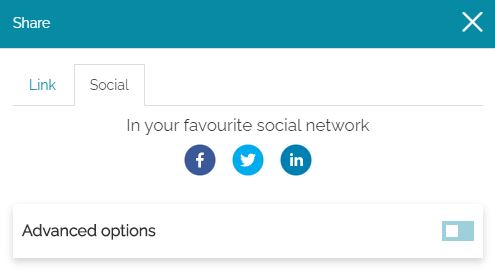 Share
Link
Social
In your favourite social network
Advanced options